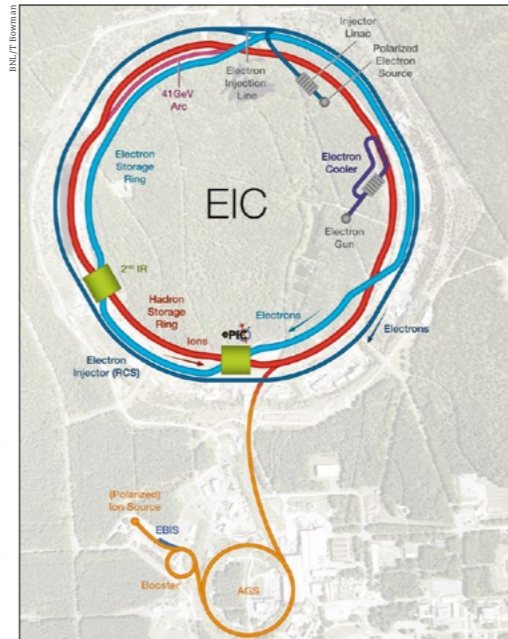 BNL/T Bowman
Injector
Linac
Polarized
Electron
Source
Electron
Injection
Line
41GeV
Arc
Electron
Storage
Ring
Electron
Cooler
EIC
Electron
Gun
2nd IR
Hadron
Storage
Ring
ePIC
Electrons
Electrons
Ions
Electron
Injector (RCS)
(Polarized)
Ion Source
EBIS
Booster
AGS